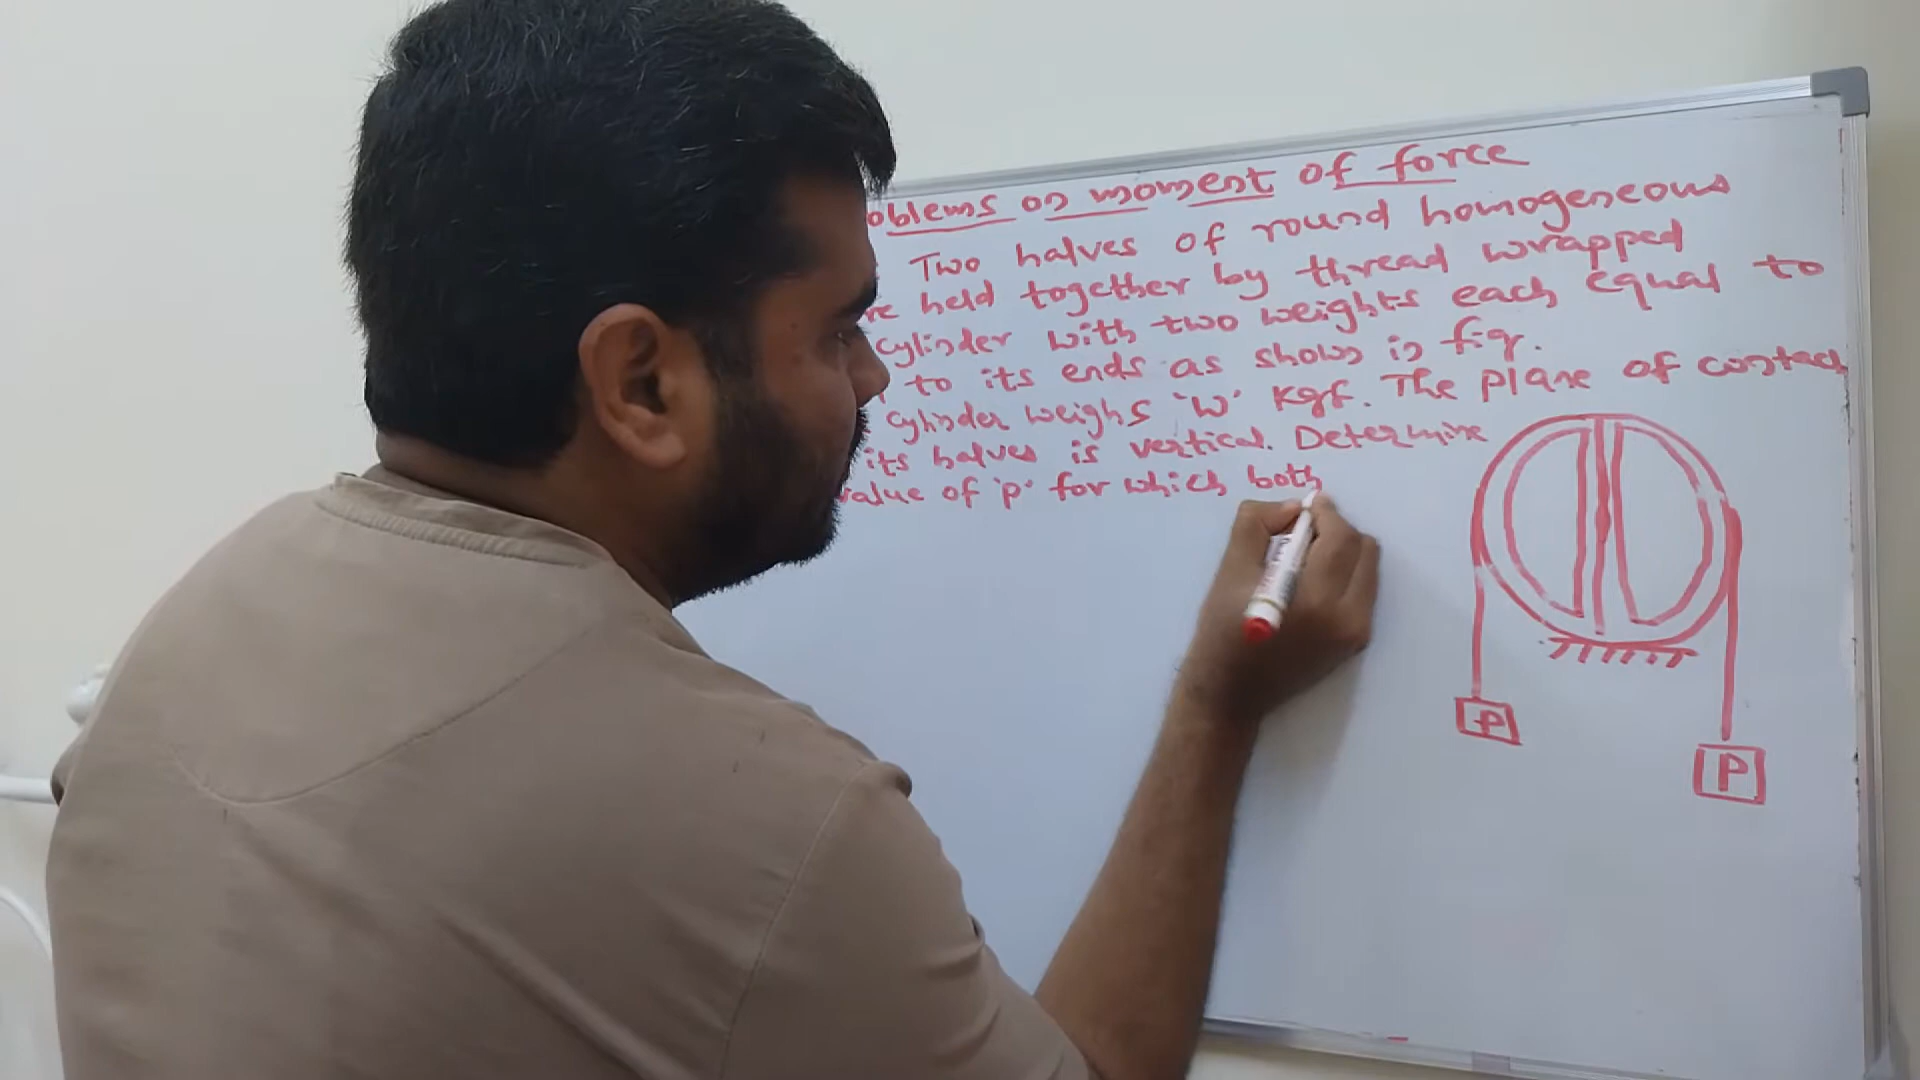 oblems on moment of force
Two halves of round homogeneous
re held together by thread wrapped
cylinder with two weights each equal to
to its ends as shown in fig.
cylinder weighs 'W' Kgf. The plane of contact
its halves is vertical. Determine
value of 'p' for which both
P
P